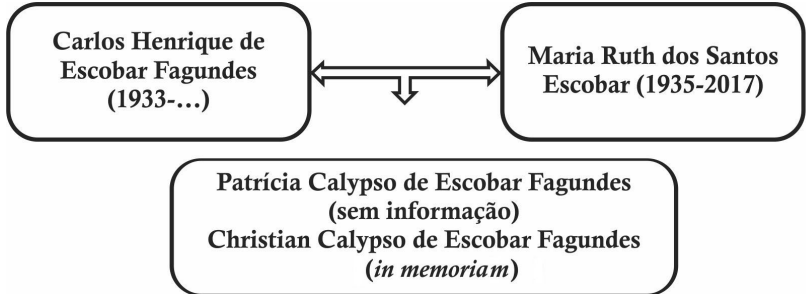 Carlos Henrique de
Escobar Fagundes
(1933-...)
Maria Ruth dos Santos
Escobar (1935-2017)
Patrícia Calypso de Escobar Fagundes
(sem informação)
Christian Calypso de Escobar Fagundes
(in memoriam)